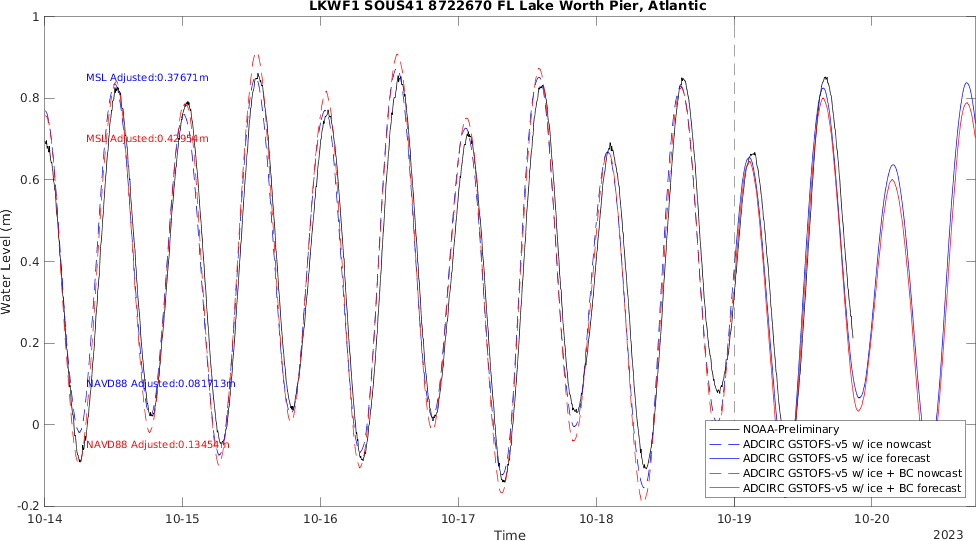 LKWF1 SOUS41 8722670 FL Lake Worth Pier, Atlantic
Water Level (m)
1
0.8
0.6
0.4
0.2
0
-0.2
MSL Adjusted:0.37671m
MSL Adjusted:0.42954m
NAVD88 Adjusted:0.081713m
NAVD88 Adjusted:0.13454m
NOAA-Preliminary
ADCIRC GSTOFS-v5 w/ ice nowcast
ADCIRC GSTOFS-v5 w/ ice forecast
ADCIRC GSTOFS-v5 w/ ice + BC nowcast
ADCIRC GSTOFS-v5 w/ ice + BC forecast
10-14 10-15 10-16 10-17 10-18 10-19 10-20
Time
2023